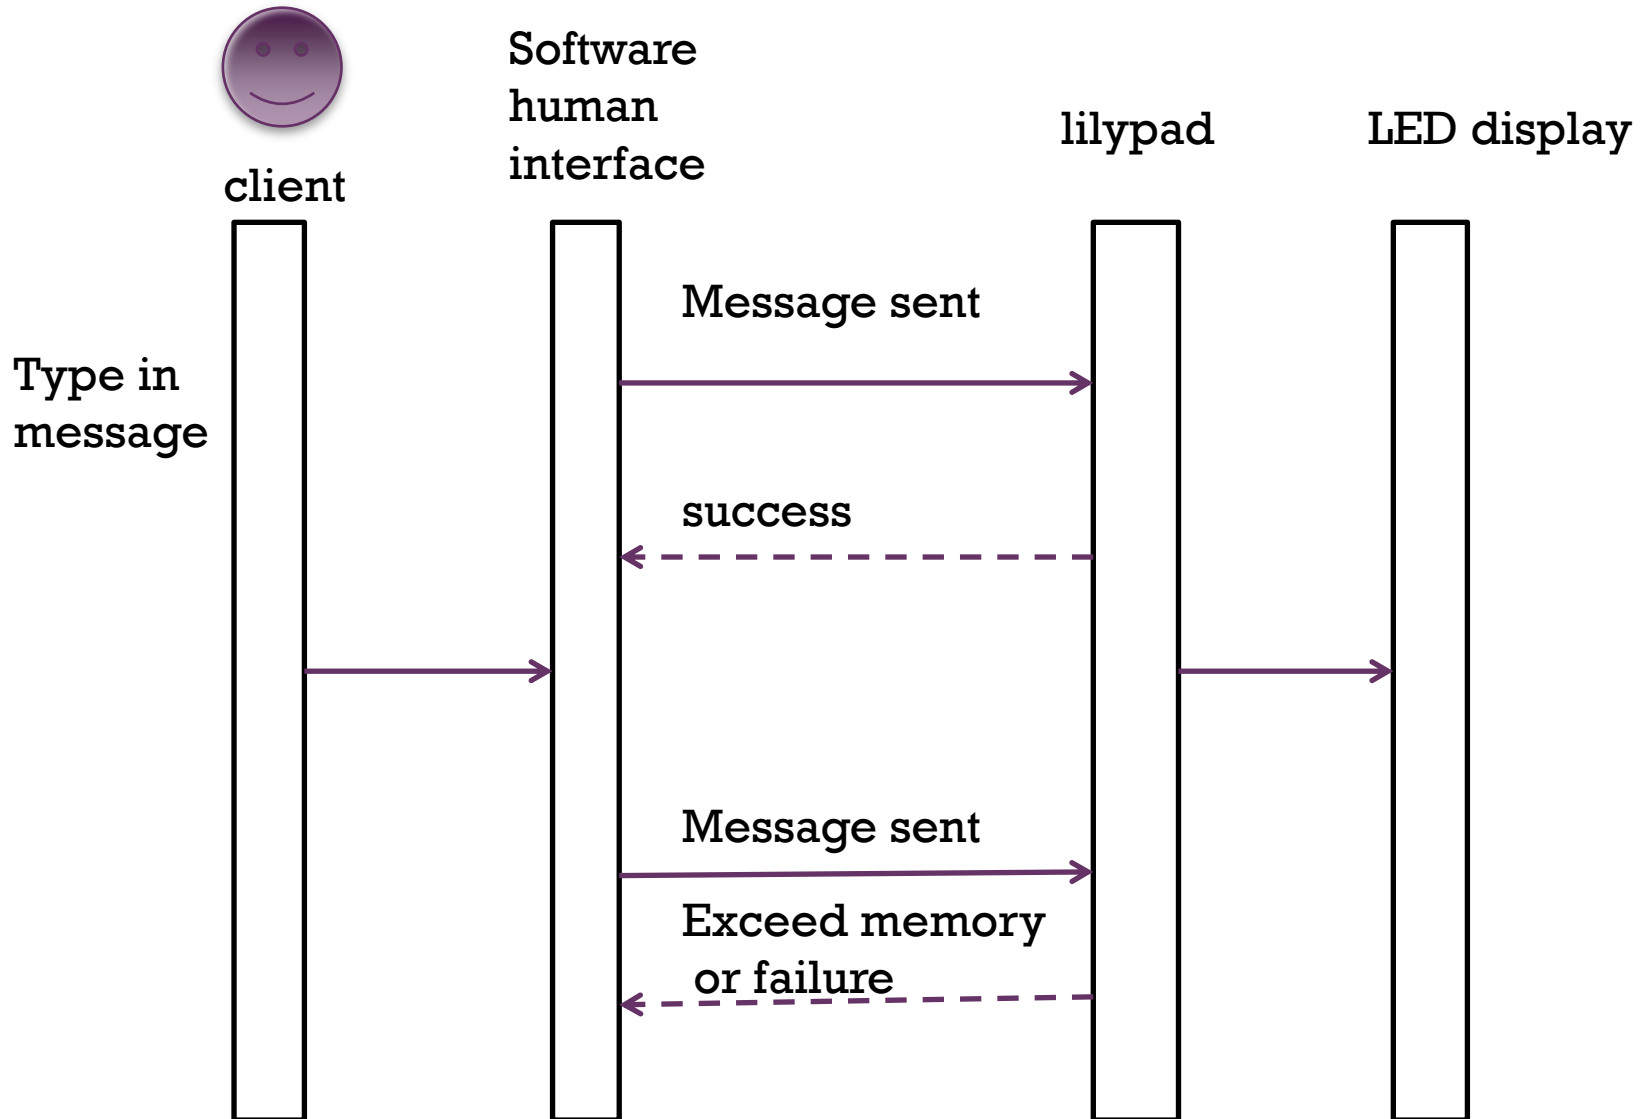 client
Software
human
interface
lilypad
LED display
Type in
message
Message sent
success
Message sent
Exceed memory
or failure